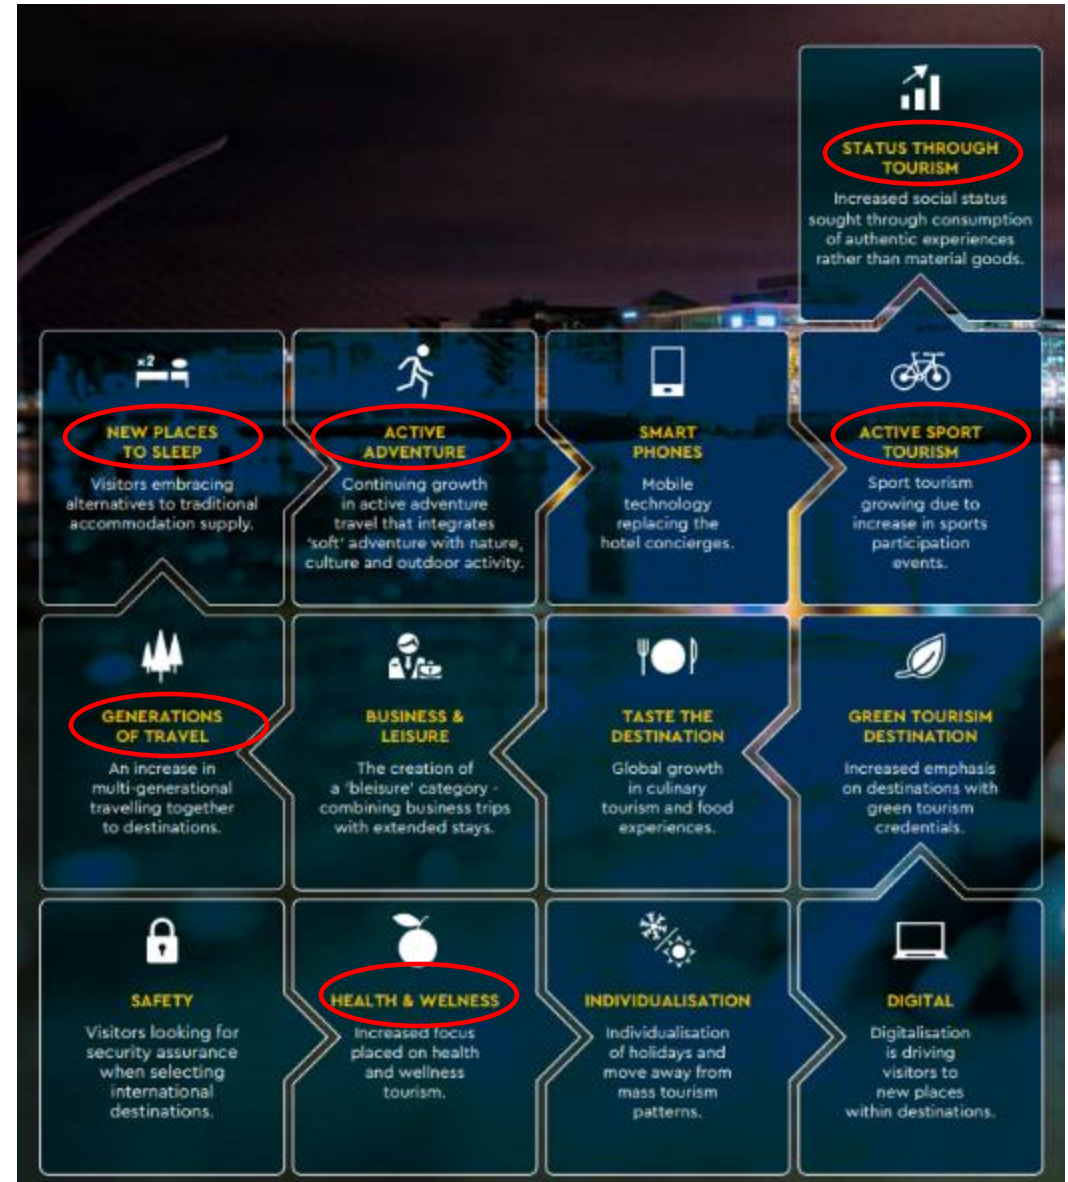 STATUS THROUGH
TOURISM
Increased social status
sought through consumption
of authentic experiences
rather than material goods.
×2
NEW PLACES
TO SLEEP
Visitors embracing
alternatives to traditional
accommodation supply.
ACTIVE
ADVENTURE
Continuing growth
in active adventure
travel that integrates
'soft' adventure with nature,
culture and outdoor activity.
SMART
PHONES
Mobile
technology
replacing the
hotel concierges.
ACTIVE SPORT
TOURISM
Sport tourism
growing due to
increase in sports
participation
events.
GENERATIONS
OF TRAVEL
An increase in
multi-generational
travelling together
to destinations.
BUSINESS &
LEISURE
The creation of
a 'bleisure' category -
combining business trips
with extended stays.
TASTE THE
DESTINATION
Global growth
in culinary
tourism and food
experiences.
GREEN TOURISIM
DESTINATION
Increased emphasis
on destinations with
green tourism
credentials.
SAFETY
Visitors looking for
security assurance
when selecting
international
destinations.
HEALTH & WELNESS
Increased focus
placed on health
and wellness
tourism.
INDIVIDUALISATION
Individualisation
of holidays and
move away from
mass tourism
patterns.
DIGITAL
Digitalisation
is driving
visitors to
new places
within destinations.